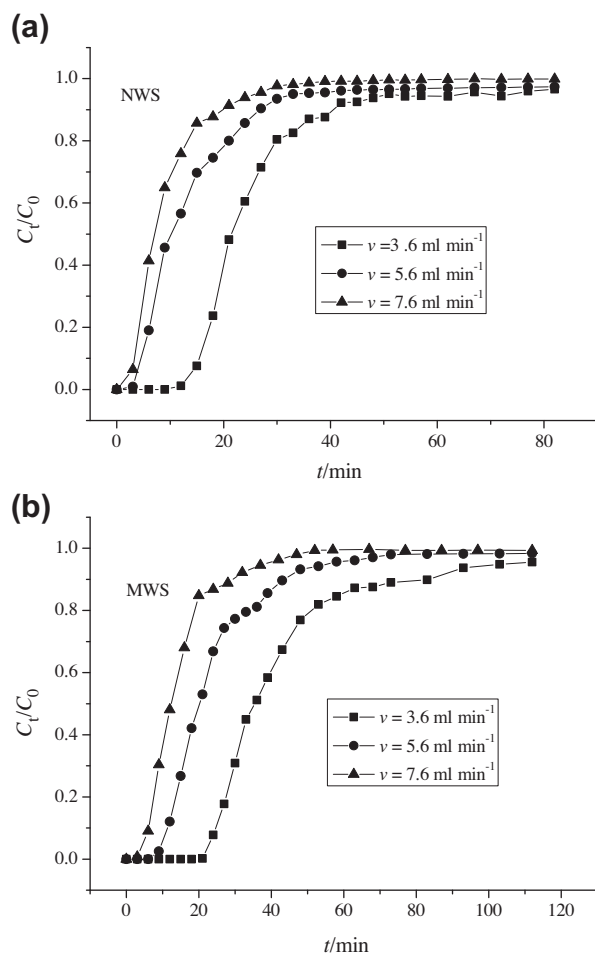 (a)
1.0
0.8
0.6
0.4
0.2
0.0
Ct/C0
NWS
v =3 .6 ml min-1
v = 5.6 ml min-1
v = 7.6 ml min-1
0 20 40 60 80
t/min
(b)
1.0
0.8
0.6
0.4
0.2
0.0
Ct/C0
MWS
v = 3.6 ml min-1
v = 5.6 ml min-1
v = 7.6 ml min-1
0 20 40 60 80 100 120
t/min